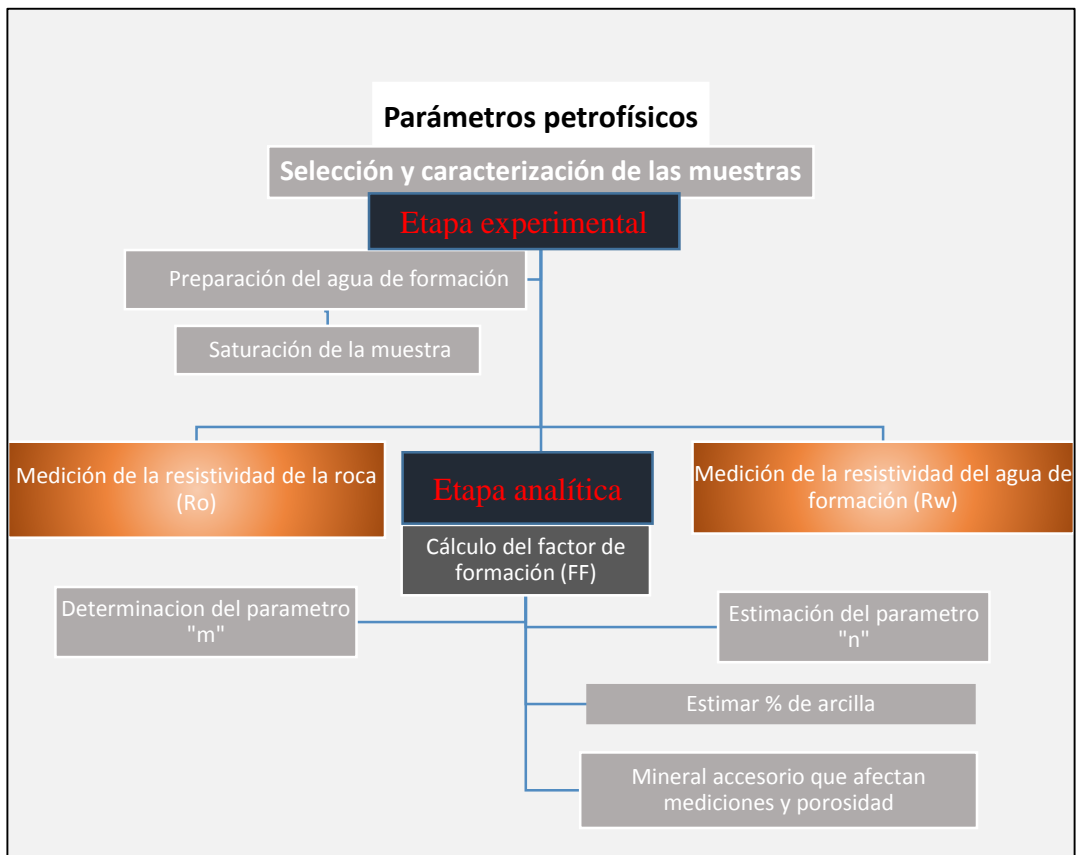 Parámetros petrofísicos
Selección y caracterización de las muestras
Etapa experimental
Preparación del agua de formación
Saturación de la muestra
Medición de la resistividad de la roca
(Ro)
Etapa analítica
Medición de la resistividad del agua de
formación (Rw)
Cálculo del factor de
formación (FF)
Determinacion del parametro
"m"
Estimación del parametro
"n"
Estimar % de arcilla
Mineral accesorio que afectan
mediciones y porosidad